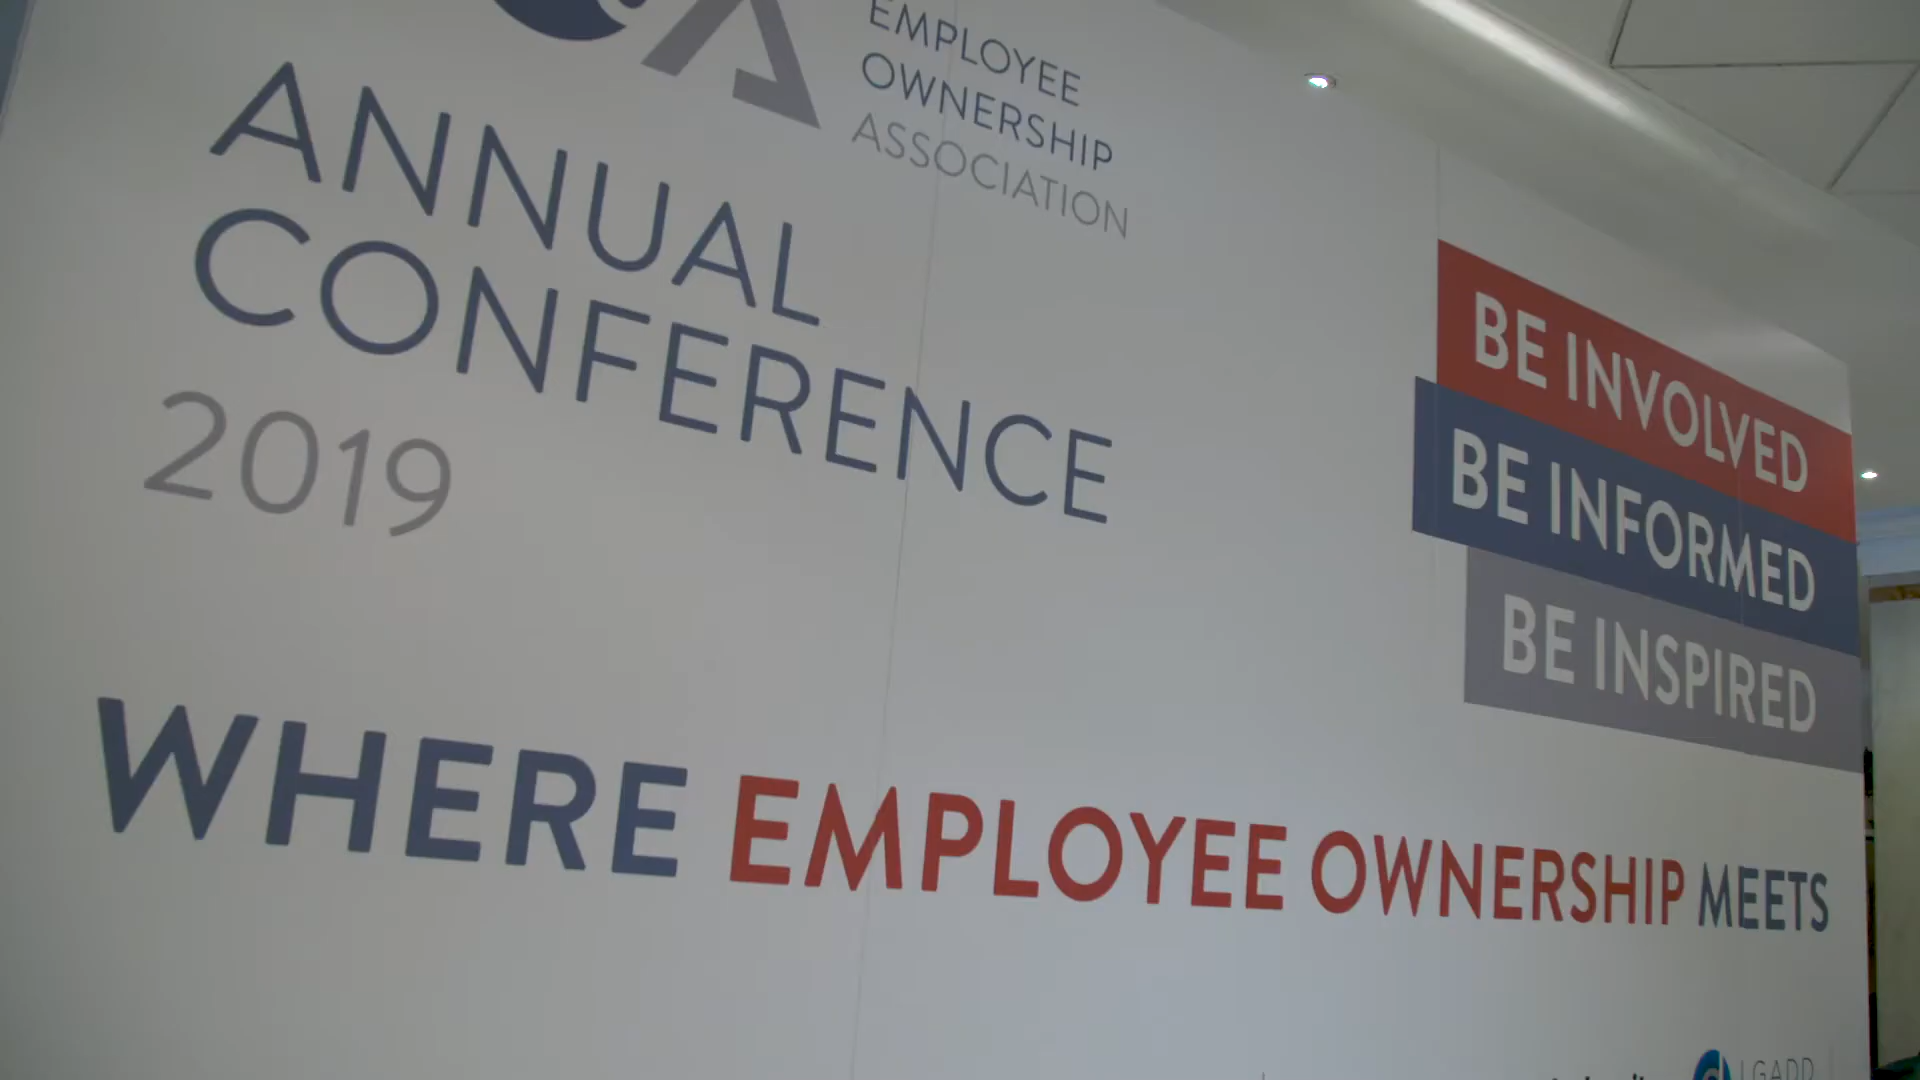 EMPLOYEE
OWNERSHIP
ASSOCIATION
ANNUAL
CONFERENCE
2019
BE INVOLVED
BE INFORMED
BE INSPIRED
WHERE EMPLOYEE OWNERSHIP MEETS